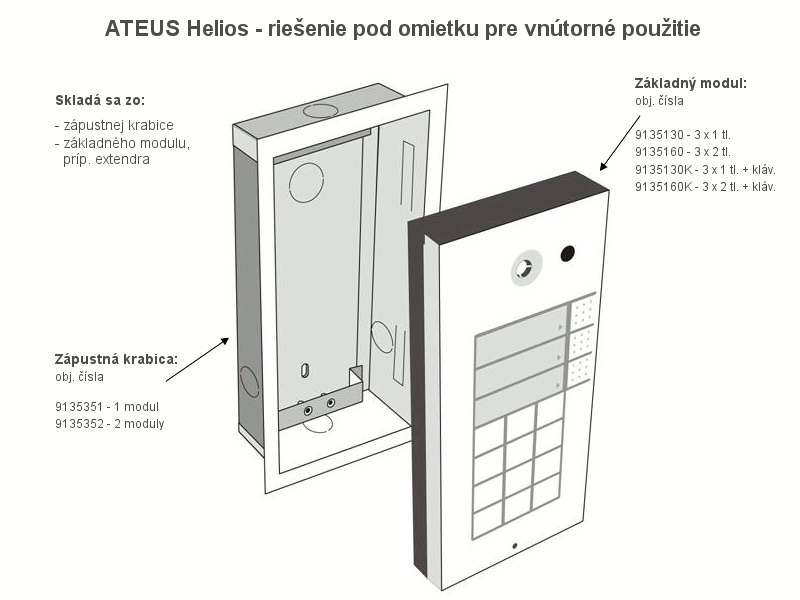 ATEUS Helios - riešenie pod omietku pre vnútorné použitie
Skladá sa zo:
- zápustnej krabice
- základného modulu,
príp. extendra
Základný modul:
obj. čísla
9135130 - 3 x 1 tl.
9135160 - 3 x 2 tl.
9135130K - 3 x 1 tl. + kláv.
9135160K - 3 x 2 tl. + kláv.
Zápustná krabica:
obj. čísla
9135351 - 1 modul
9135352 - 2 moduly